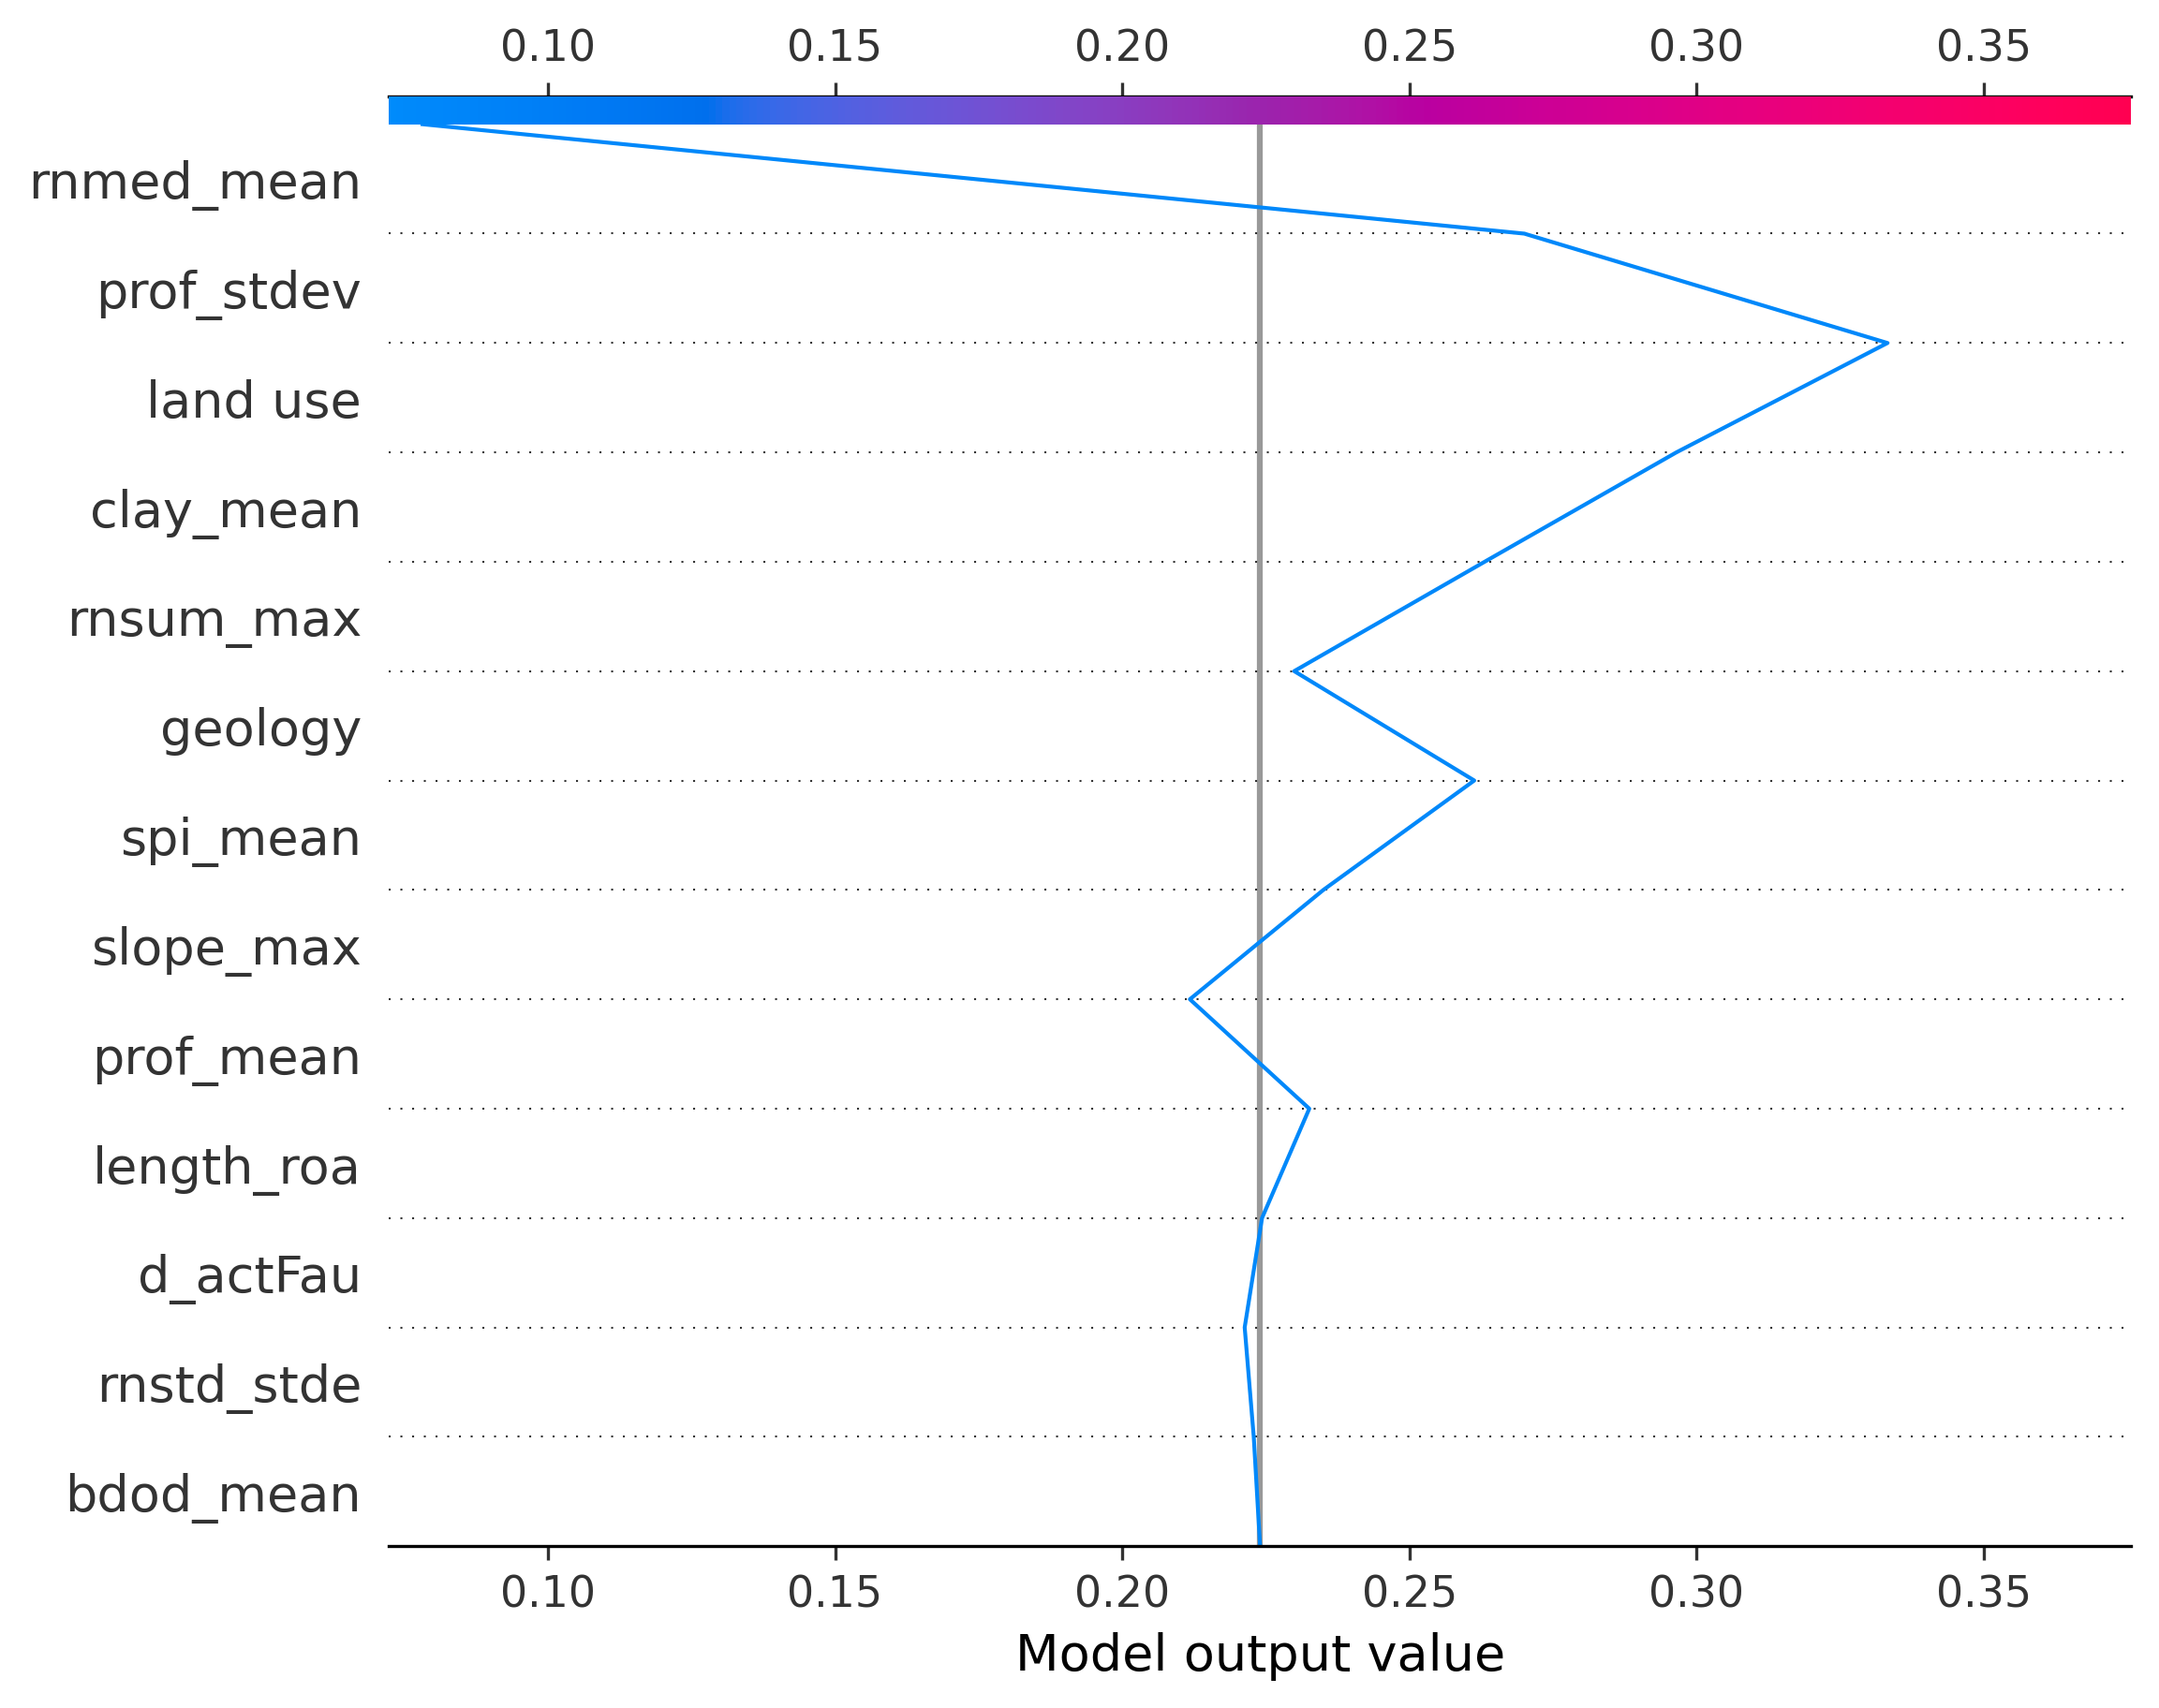 0.10 0.15 0.20 0.25 0.30 0.35
rnmed_mean
prof_stdev
land use
clay_mean
rnsum_max
geology
spi_mean
slope_max
prof_mean
length_roa
d_actFau
rnstd_stde
bdod_mean
0.10 0.15 0.20 0.25 0.30 0.35
Model output value